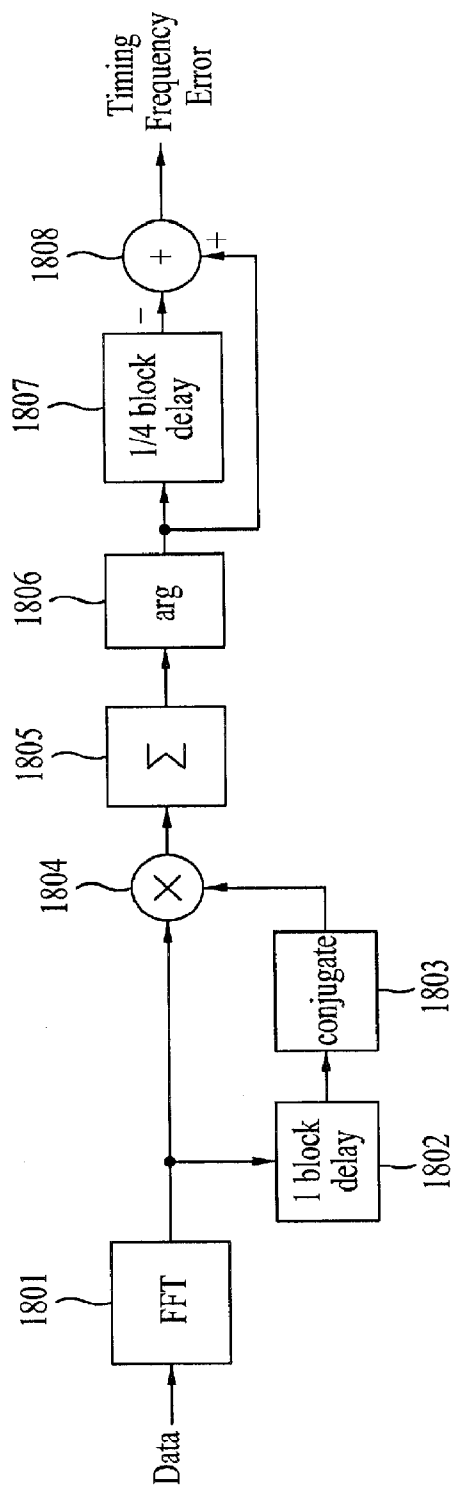 Data
1801
FFT
1 block
delay
1802
conjugate
1803
1804
×
1805
Σ
1806
arg
1807
1/4 block
delay
−
1808
+
+
Timing
Frequency
Error